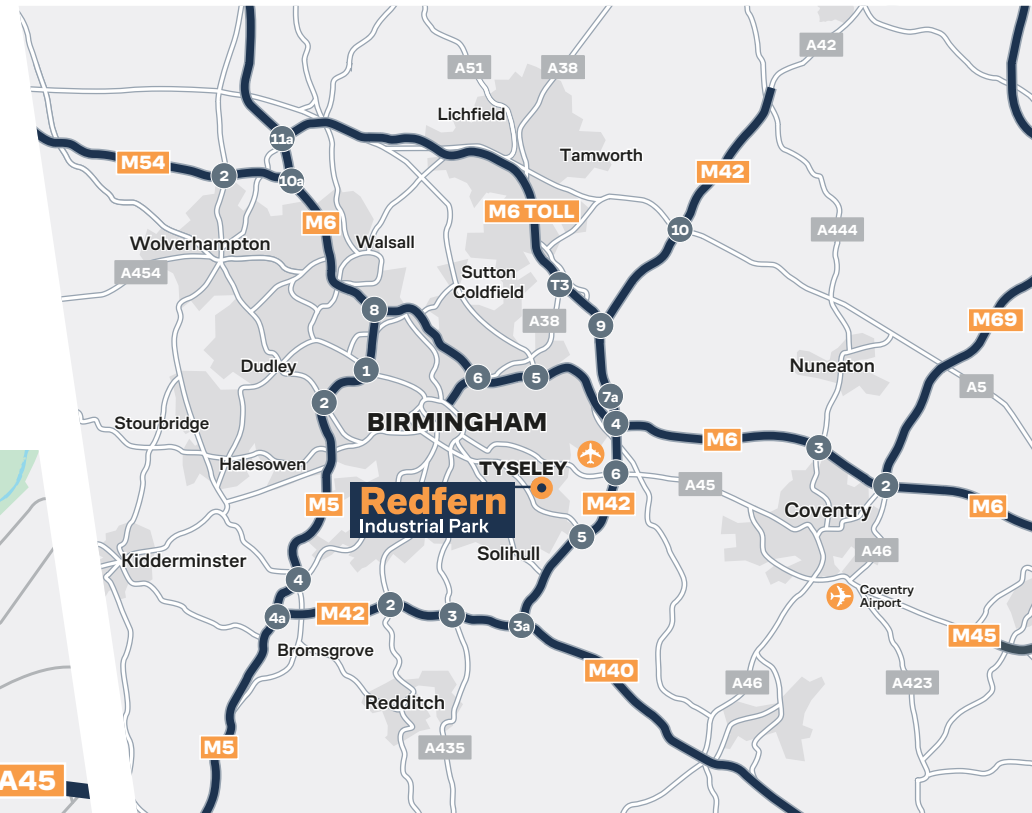 A42
A51
A38
Lichfield
11a
Tamworth
M54
2
10a
M42
M6
M6 TOLL
10
A444
Wolverhampton
Walsall
A454
Sutton
Coldfield
T3
8
A38
9
M69
Dudley
1
6
5
Nuneaton
A5
2
7a
BIRMINGHAM
4
Stourbridge
M6
3
Halesowen
TYSELEY
6
A45
2
M5
Redfern
Industrial Park
M42
Coventry
M6
5
Solihull
A46
Kidderminster
4
Coventry
Airport
4a
M42
2
3
3a
M45
Bromsgrove
M40
A46
A423
Redditch
M5
A435
A45